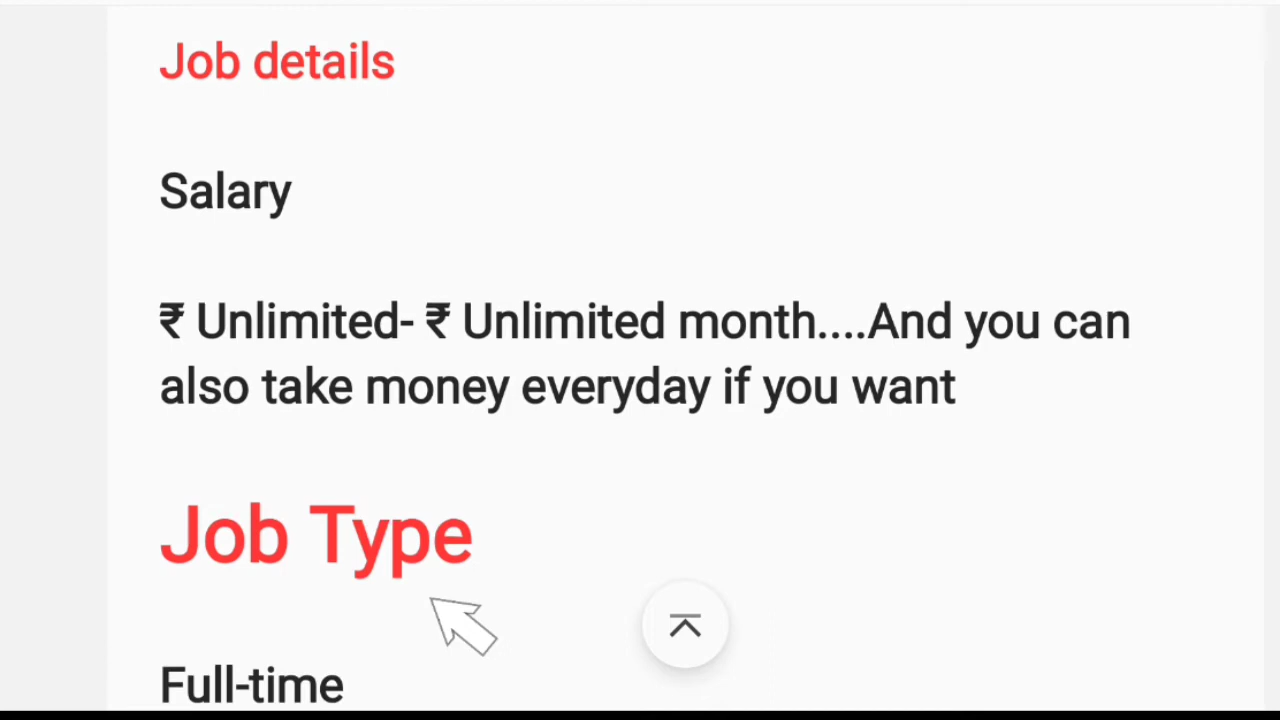 Job details
Salary
₹ Unlimited- ₹ Unlimited month....And you can
also take money everyday if you want
Job Type
Full-time